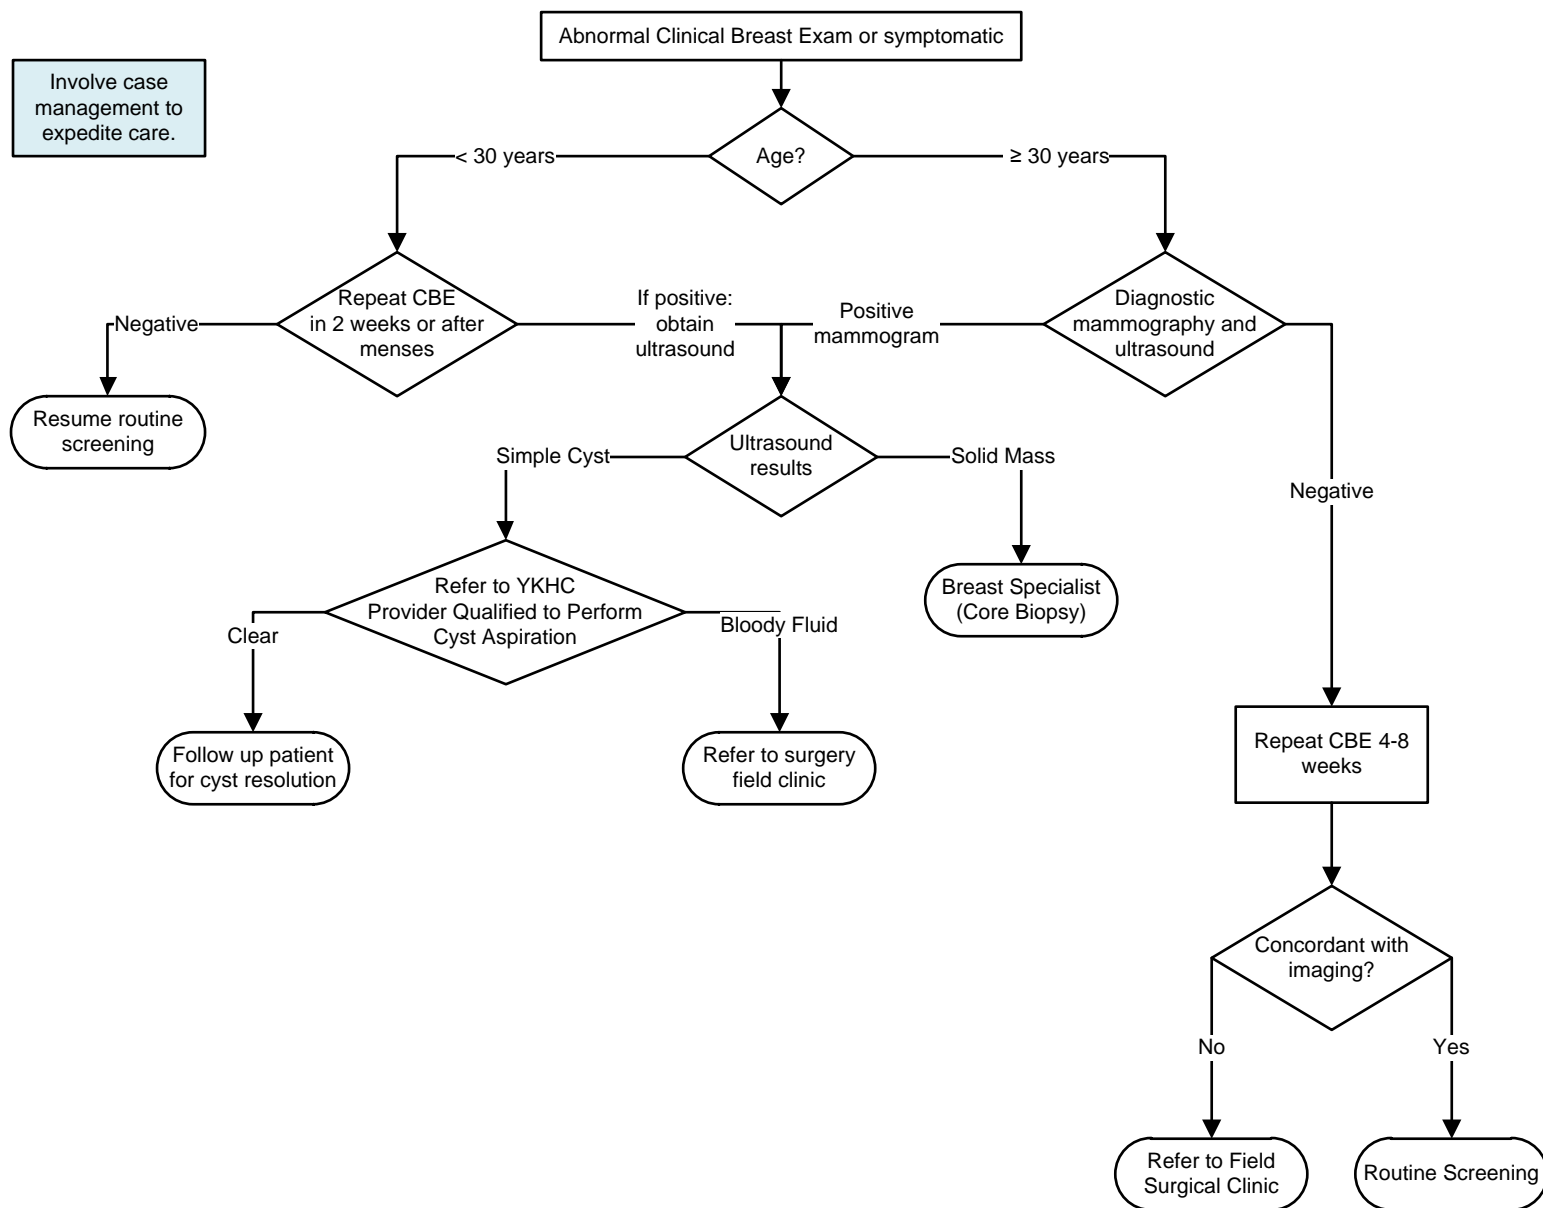 Abnormal Clinical Breast Exam or symptomatic
Involve case
management to
expedite care.
Age?
< 30 years
≥ 30 years
Repeat CBE
in 2 weeks or after
menses
Negative
If positive:
obtain
ultrasound
Positive
mammogram
Diagnostic
mammography and
ultrasound
Resume routine
screening
Ultrasound
results
Simple Cyst
Solid Mass
Negative
Refer to YKHC
Provider Qualified to Perform
Cyst Aspiration
Breast Specialist
(Core Biopsy)
Clear
Bloody Fluid
Follow up patient
for cyst resolution
Refer to surgery
field clinic
Repeat CBE 4-8
weeks
Concordant with
imaging?
No
Yes
Refer to Field
Surgical Clinic
Routine Screening